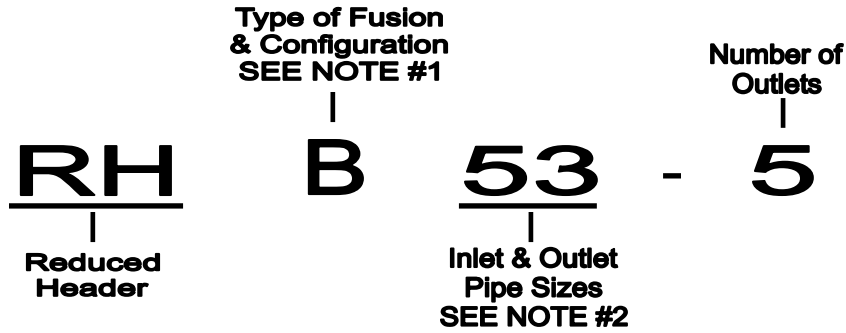 Type of Fusion
& Configuration
SEE NOTE #1
Number of
Outlets
RH B 53 - 5
Reduced
Header
Inlet & Outlet
Pipe Sizes
SEE NOTE #2